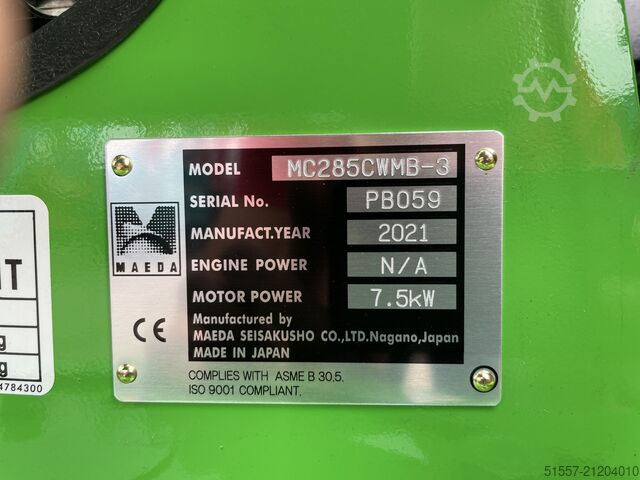 MODEL MC285CWMB-3
SERIAL No. PB059
MANUFACT.YEAR 2021
ENGINE POWER N/A
MOTOR POWER 7.5kW
MAEDA
Manufactured by
MAEDA SEISAKUSHO CO.,LTD.Nagano,Japan
MADE IN JAPAN
CE
COMPLIES WITH ASME B 30.5.
ISO 9001 COMPLIANT.
IT
g
g
4784300
51557-21204010